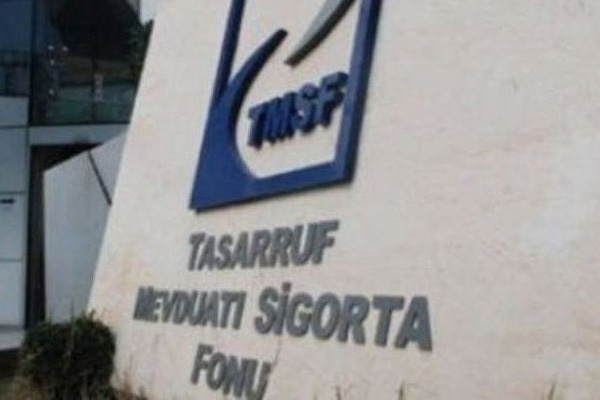 TMSF
TASARRUF
MEVDUATI SİGORTA
FONU